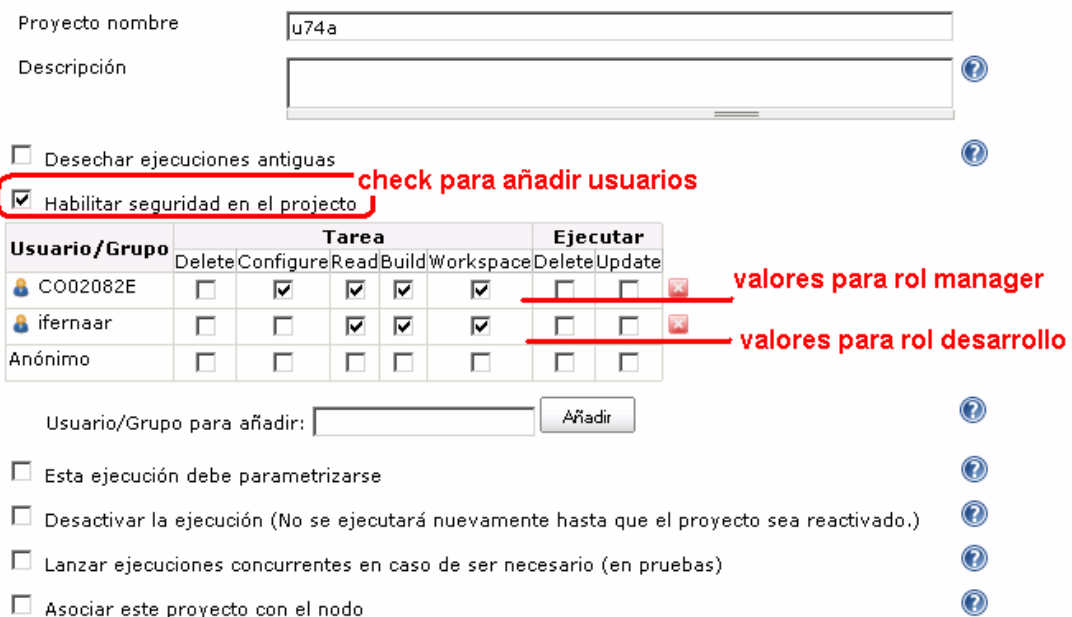 Proyecto nombre
u74a
Descripción
Desechar ejecuciones antiguas
check para añadir usuarios
Habilitar seguridad en el projecto
Usuario/Grupo Tarea Ejecutar
Delete Configure Read Build Workspace Delete Update
CO02082E
valores para rol manager
ifernaar
valores para rol desarrollo
Anónimo
Usuario/Grupo para añadir: Añadir
Esta ejecución debe parametrizarse
Desactivar la ejecución (No se ejecutará nuevamente hasta que el proyecto sea reactivado.)
Lanzar ejecuciones concurrentes en caso de ser necesario (en pruebas)
Asociar este proyecto con el nodo